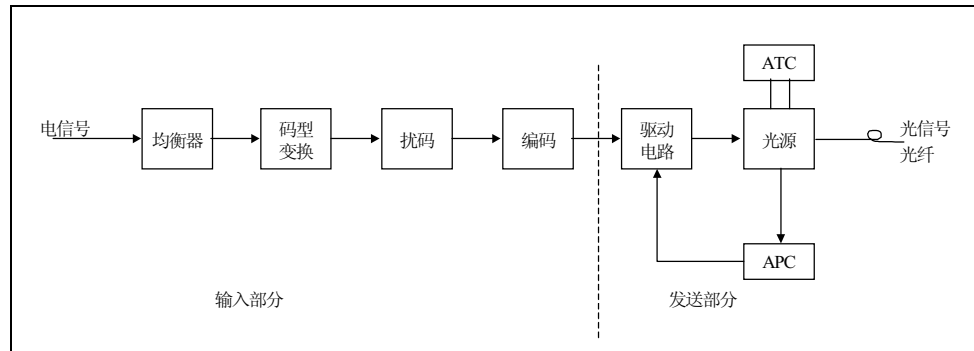 ATC
电信号
均衡器
码型
变换
扰码
编码
驱动
电路
光源
光信号
光纤
APC
输入部分
发送部分